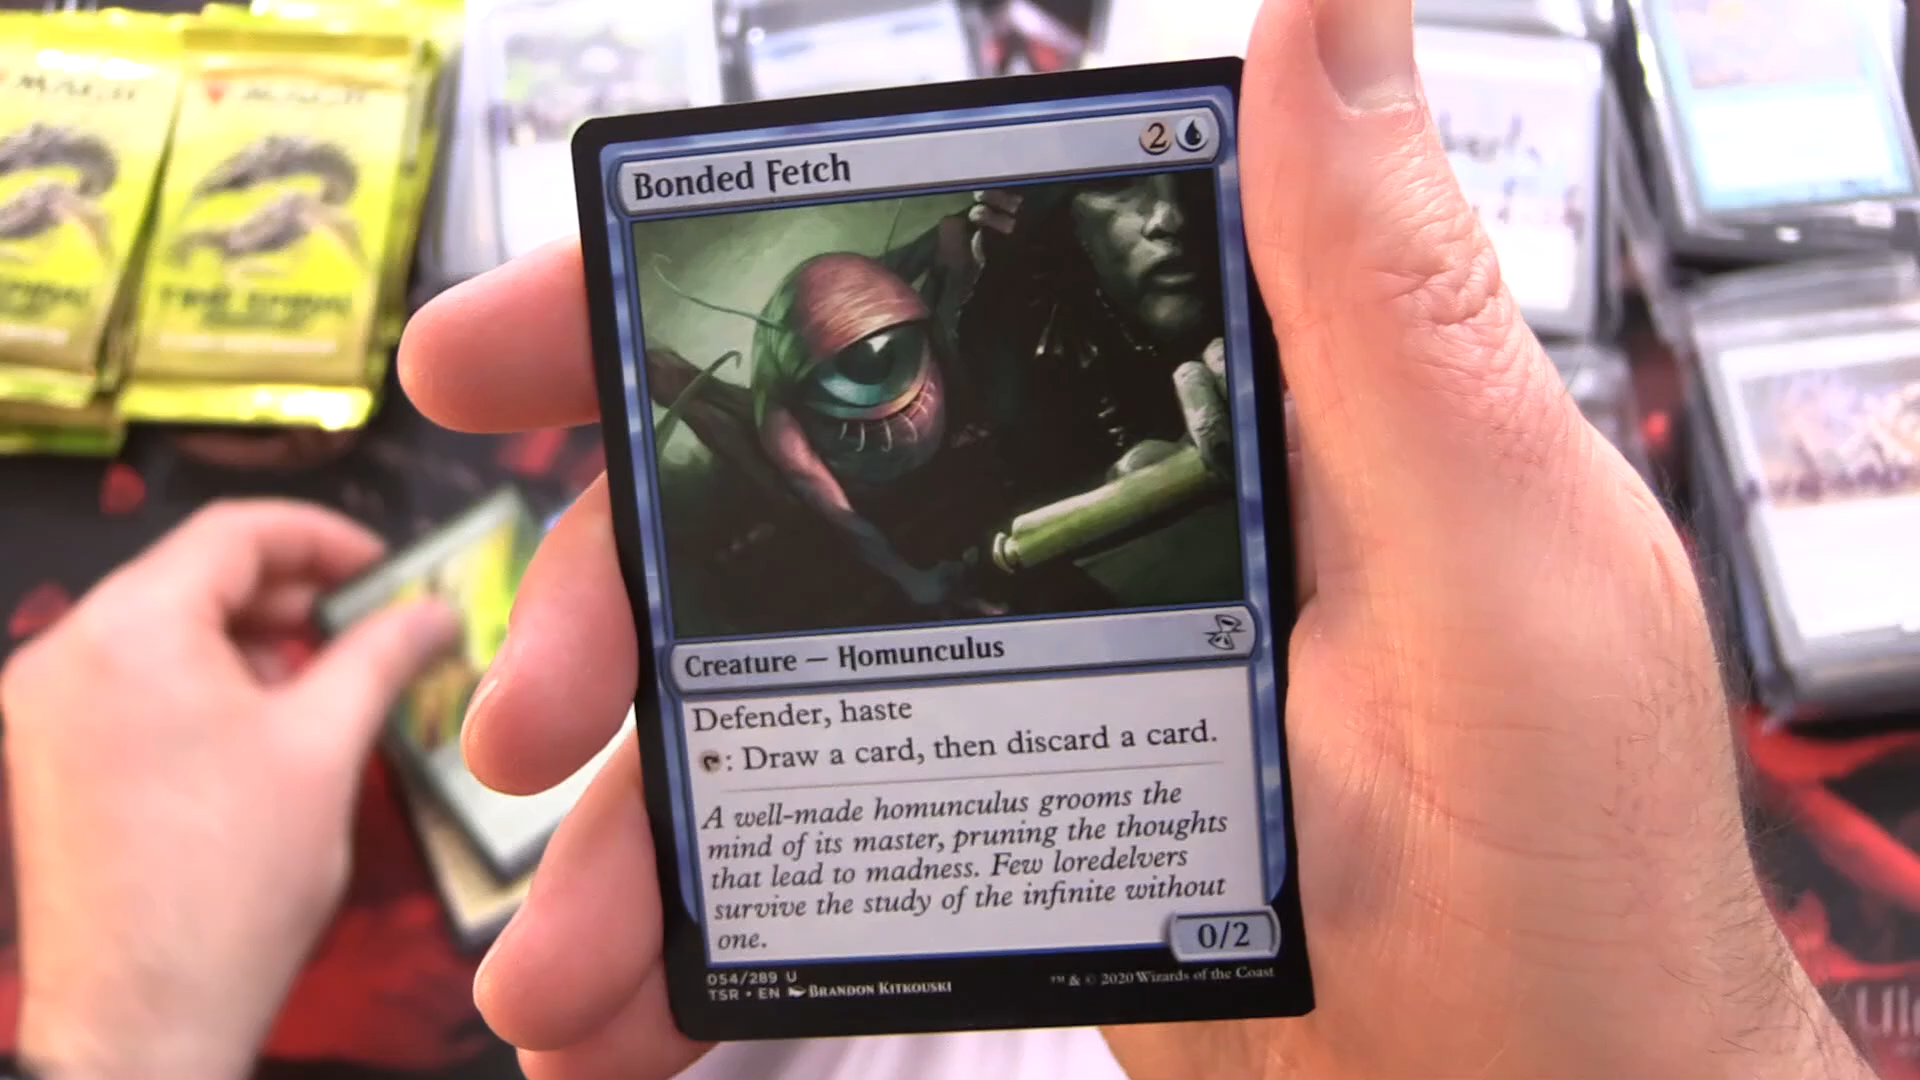 MAGIC
Bonded Fetch
2
Creature — Homunculus
Defender, haste
: Draw a card, then discard a card.
A well-made homunculus grooms the
mind of its master, pruning the thoughts
that lead to madness. Few loredelvers
survive the study of the infinite without
one.
0/2
054/289 U
TSR • EN BRANDON KITKOUSKI
™ & © 2020 Wizards of the Coast